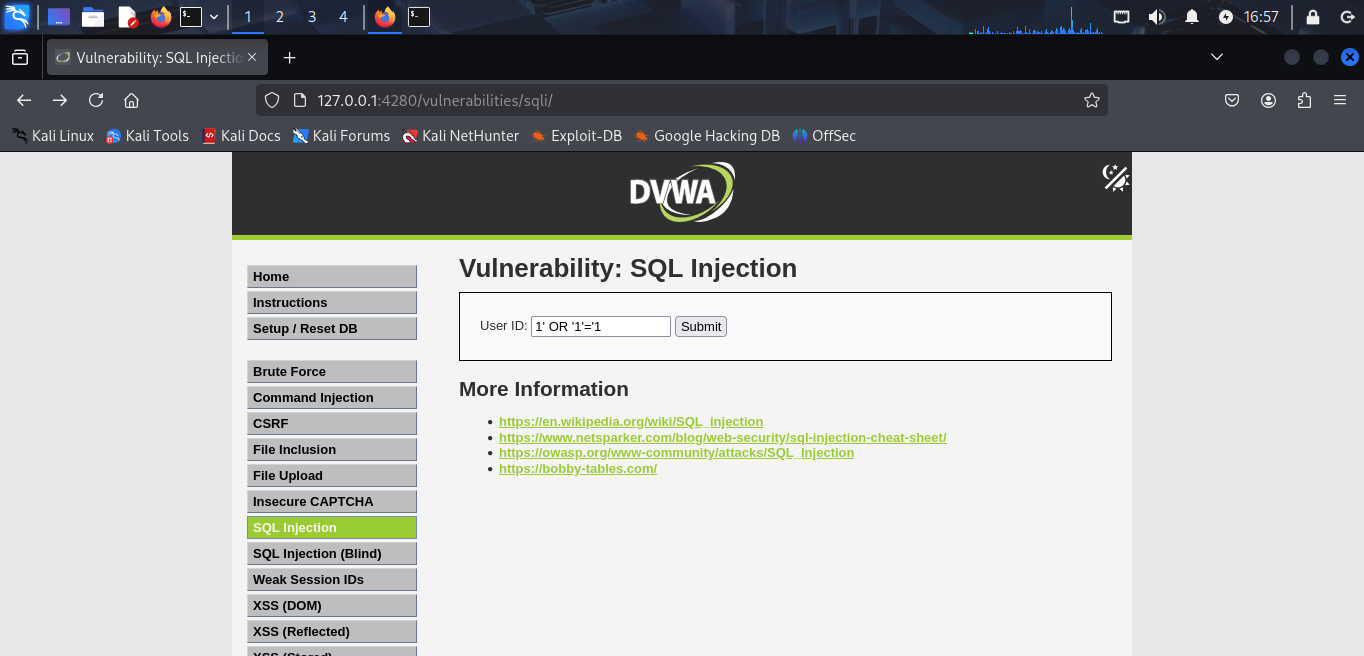 1 2 3 4 16:57
Vulnerability: SQL Injectio
127.0.0.1:4280/vulnerabilities/sqli/
Kali Linux Kali Tools Kali Docs Kali Forums Kali NetHunter Exploit-DB Google Hacking DB OffSec
DVWA
Vulnerability: SQL Injection
User ID: 1' OR '1'='1 Submit
More Information
https://en.wikipedia.org/wiki/SQL_injection
https://www.netsparker.com/blog/web-security/sql-injection-cheat-sheet/
https://owasp.org/www-community/attacks/SQL_Injection
https://bobby-tables.com/
Home
Instructions
Setup / Reset DB
Brute Force
Command Injection
CSRF
File Inclusion
File Upload
Insecure CAPTCHA
SQL Injection
SQL Injection (Blind)
Weak Session IDs
XSS (DOM)
XSS (Reflected)
XSS (Stored)